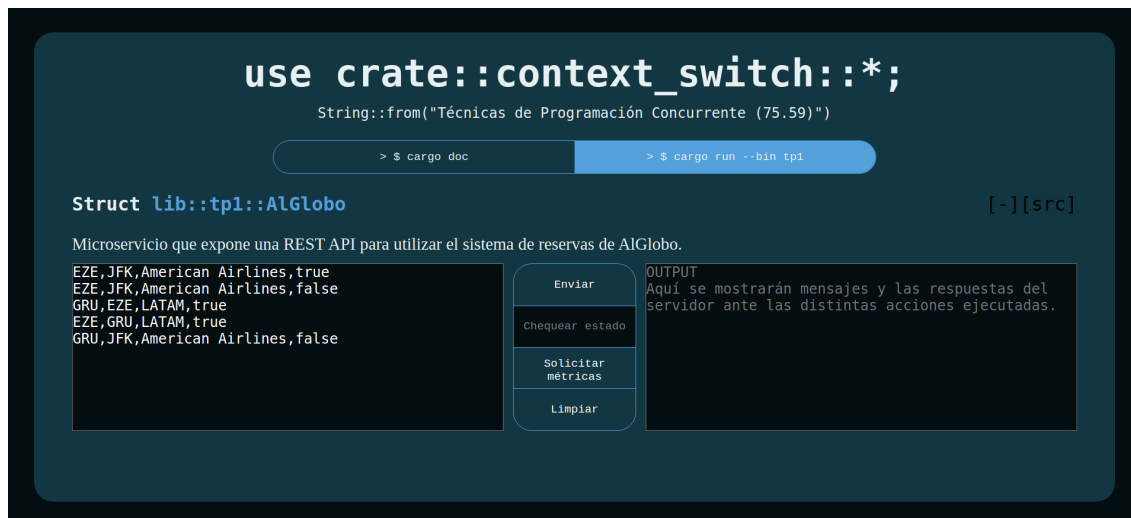 use crate::context_switch::*;
String::from("Técnicas de Programación Concurrente (75.59)")
> $ cargo doc
> $ cargo run --bin tp1
Struct lib::tp1::AlGlobo
[-][src]
Microservicio que expone una REST API para utilizar el sistema de reservas de AlGlobo.
EZE,JFK,American Airlines,true
EZE,JFK,American Airlines,false
GRU,EZE,LATAM,true
EZE,GRU,LATAM,true
GRU,JFK,American Airlines,false
Enviar
Chequear estado
Solicitar
métricas
Limpiar
OUTPUT
Aquí se mostrarán mensajes y las respuestas del
servidor ante las distintas acciones ejecutadas.